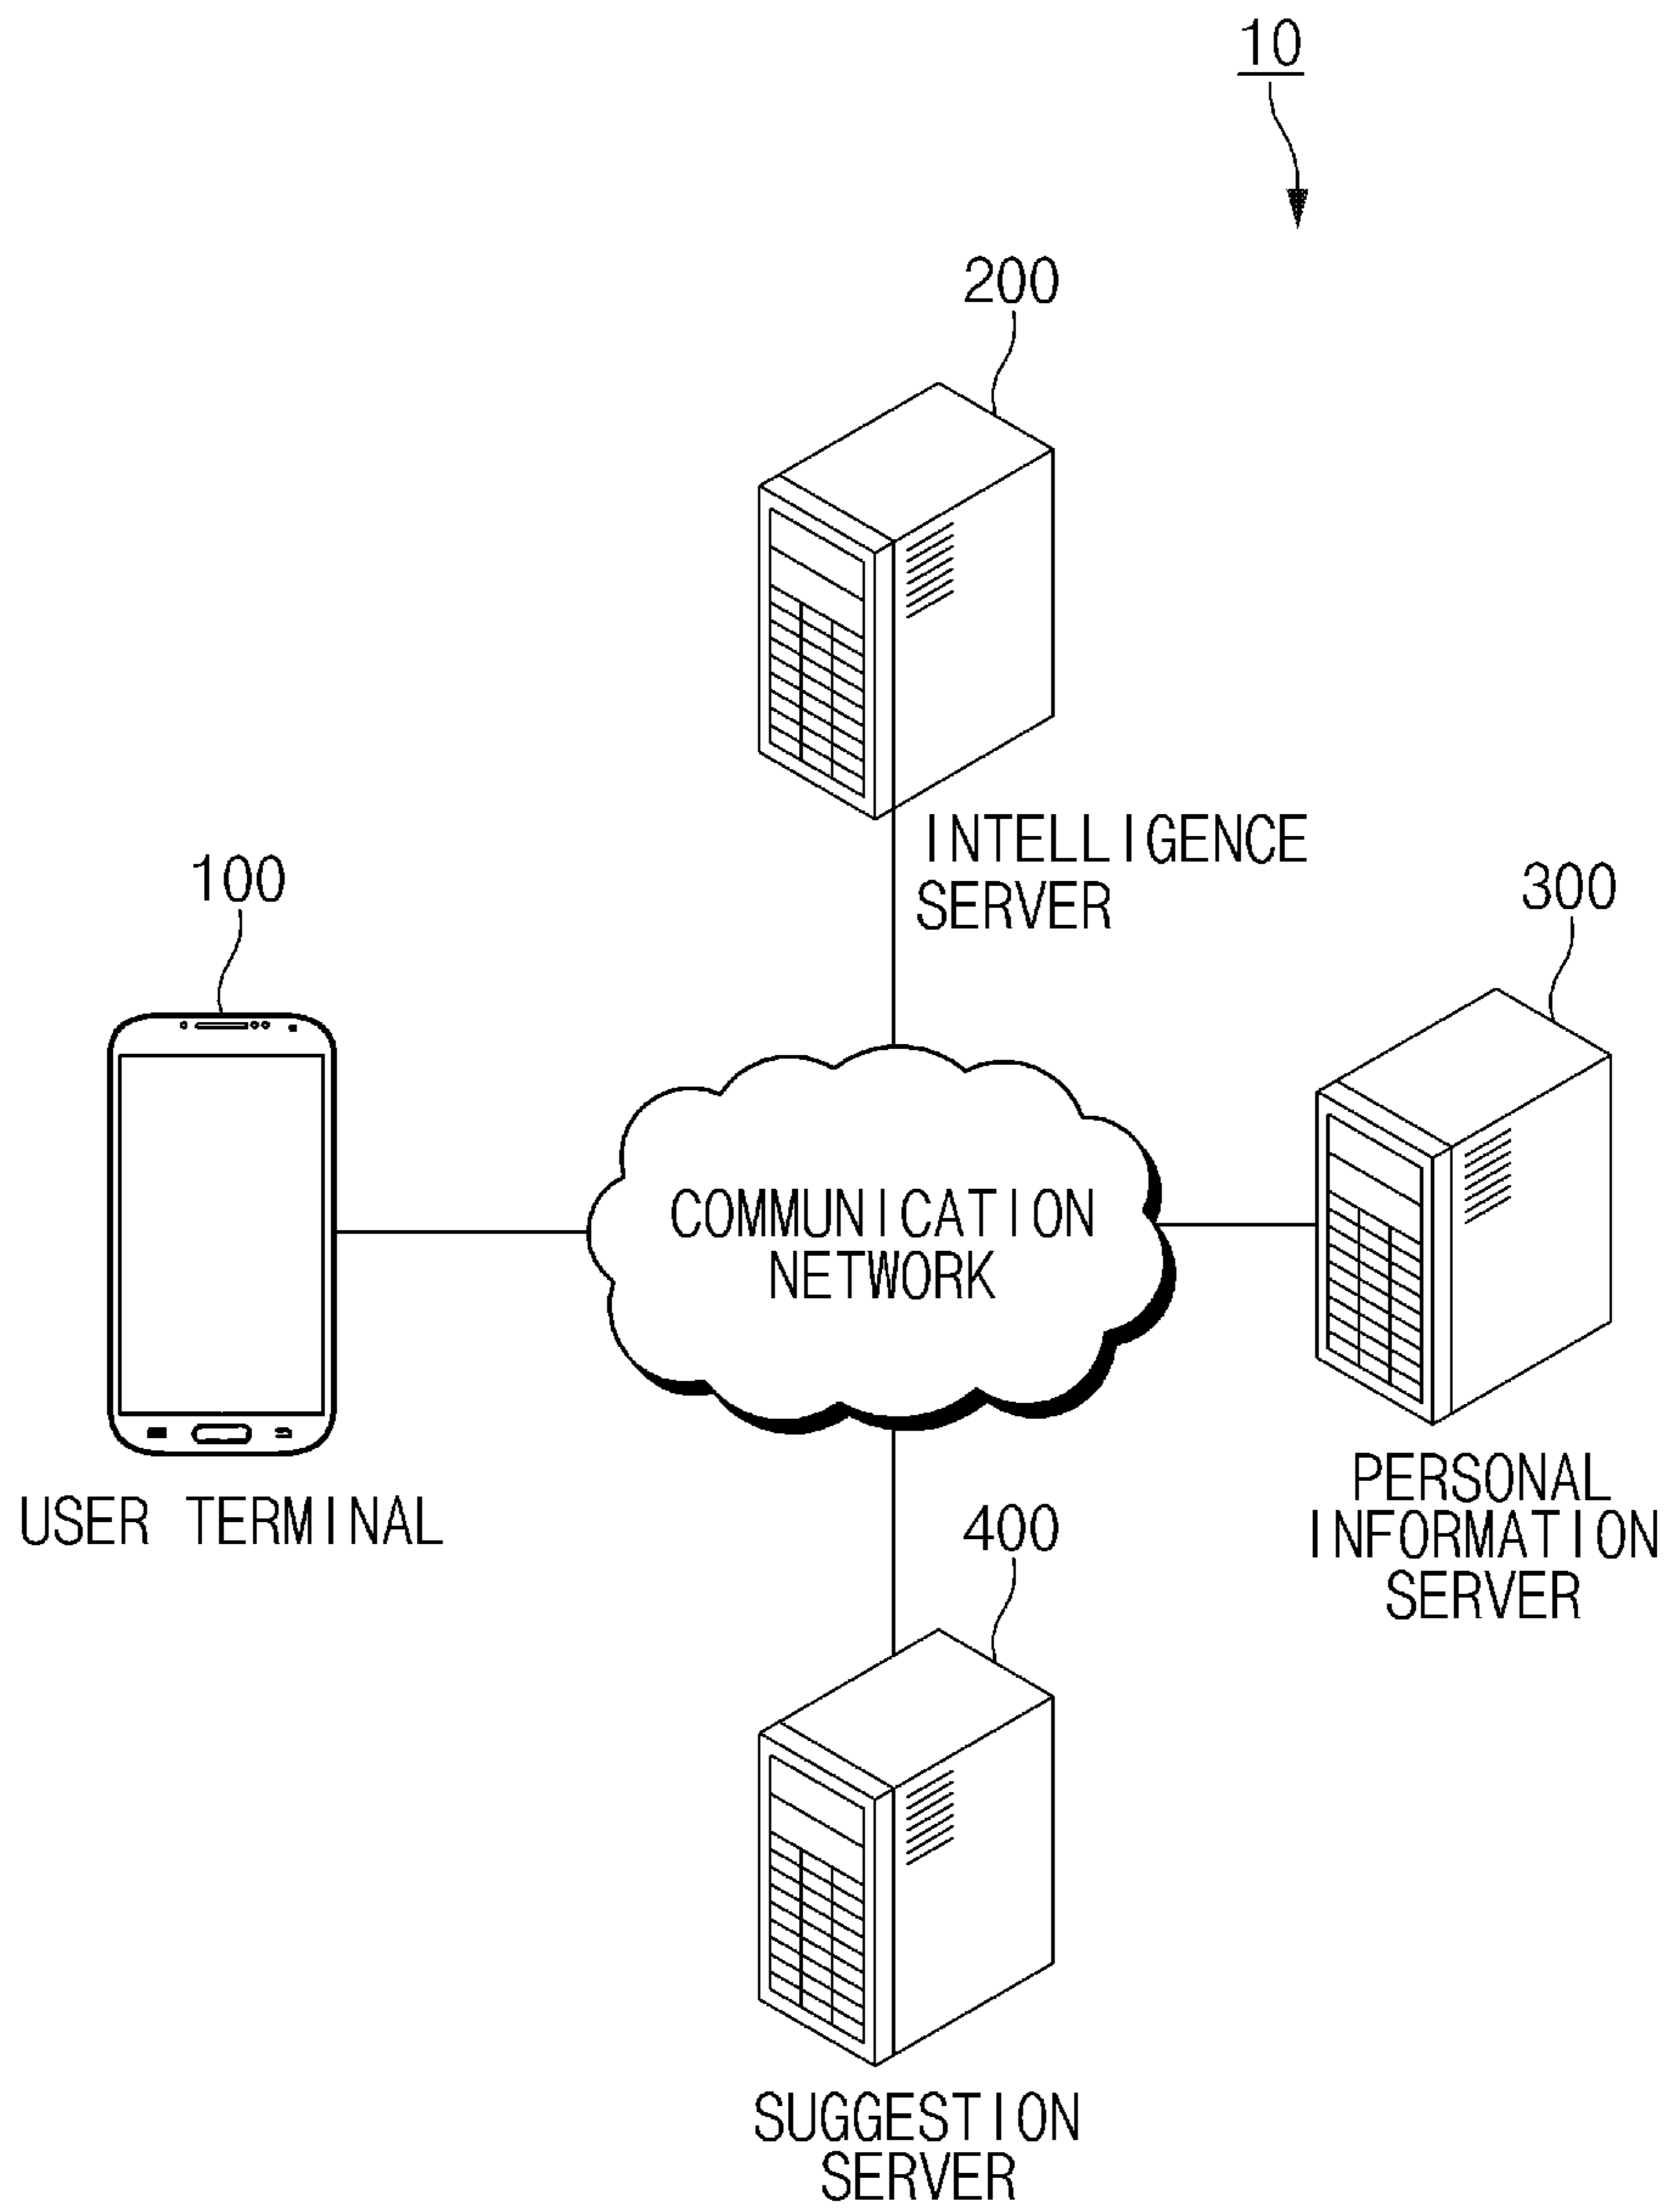 10
200
INTELLIGENCE
SERVER
100
300
COMMUNICATION
NETWORK
USER TERMINAL
PERSONAL
INFORMATION
SERVER
400
SUGGESTION
SERVER